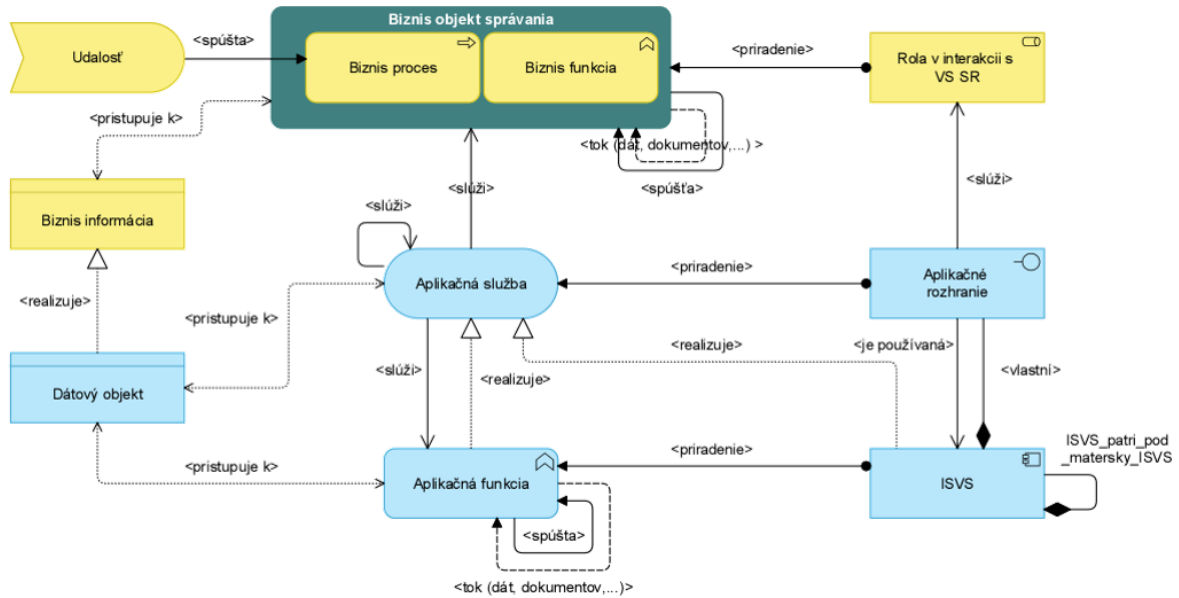 Biznis objekt správania
Udalosť
<spúšta>
Biznis proces
Biznis funkcia
<priradenie>
Rola v interakcii s
VS SR
<pristupuje k>
<tok (dát, dokumentov,...) >
<spúšťa>
<slúži>
<slúži>
Biznis informácia
<slúži>
Aplikačná služba
<priradenie>
Aplikačné
rozhranie
<realizuje>
<pristupuje k>
<realizuje>
<je používaná>
<slúži>
<realizuje>
<vlastní>
Dátový objekt
<pristupuje k>
Aplikačná funkcia
<priradenie>
ISVS
ISVS_patri_pod
_matersky_ISVS
<spúšta>
<tok (dát, dokumentov,...)>